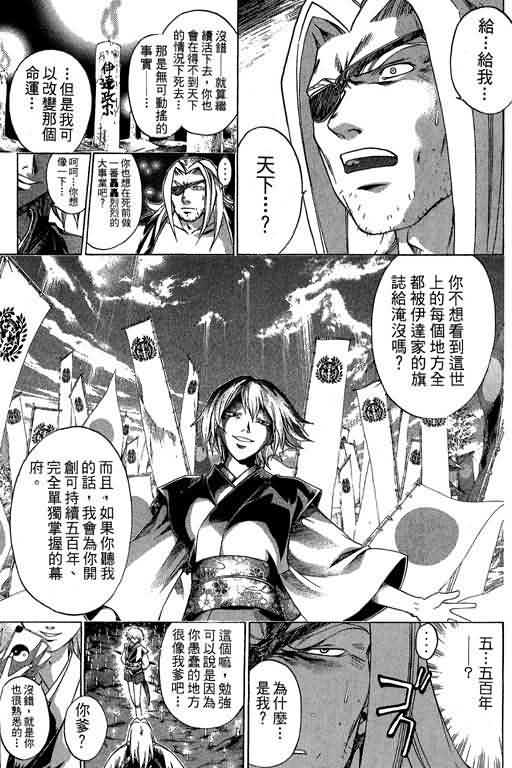 給…給我…
天下…?
沒錯——就算繼
續活下去，你也
會在得不到天下
的情況下死去…
那是無可動搖的
事實…
伊達政宗
…但是我可
以改變那個
命運…
…
你也想在死前做
一番轟轟烈烈的
大事業吧?
呵呵…你想
像一下…
你不想看到這世
上的每個地方全
都被伊達家的旗
誌給淹沒嗎?
而且，如果你聽我
的話，我會為你開
創可持續五百年、
完全單獨掌握的幕
府。
五…五百年
…?
為什麼…
是我?
這個嘛，勉強
可以說是因為
你愚蠢的地方
很像我爹吧…
你爹?
沒錯，就是你
也很熟悉的…